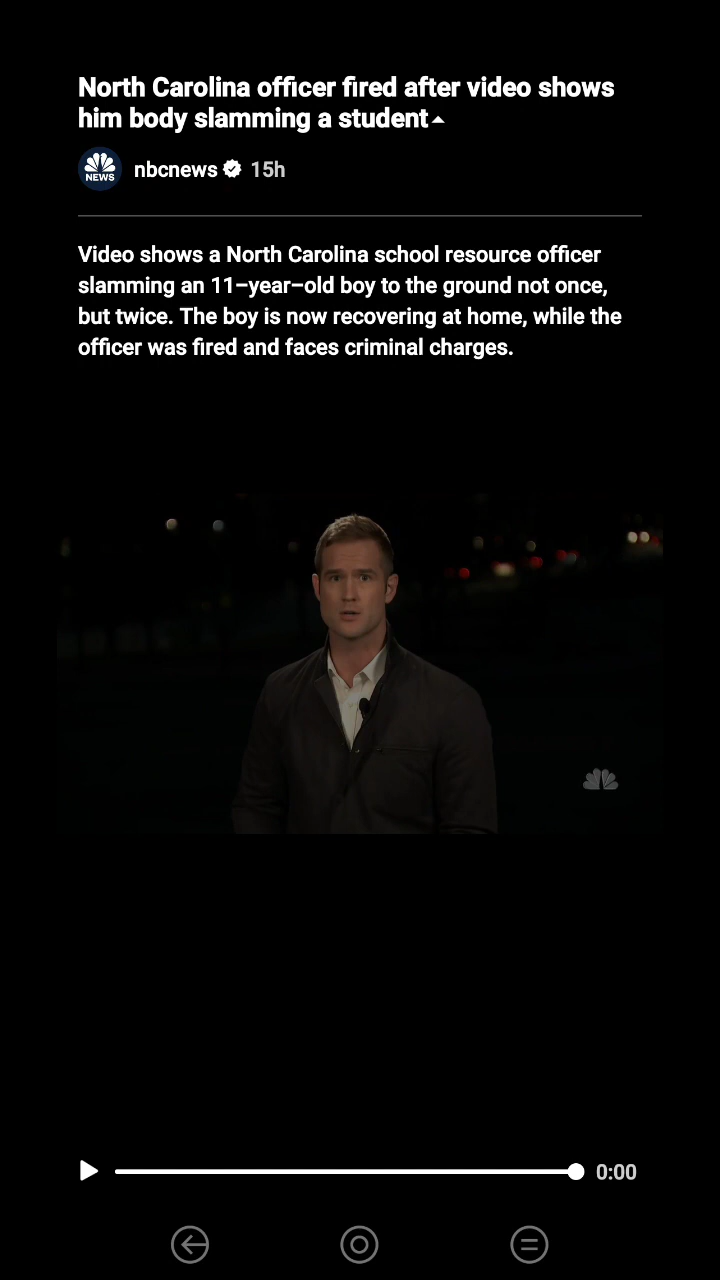 North Carolina officer fired after video shows
him body slamming a student
NEWS
nbcnews 15h
Video shows a North Carolina school resource officer
slamming an 11-year-old boy to the ground not once,
but twice. The boy is now recovering at home, while the
officer was fired and faces criminal charges.
0:00